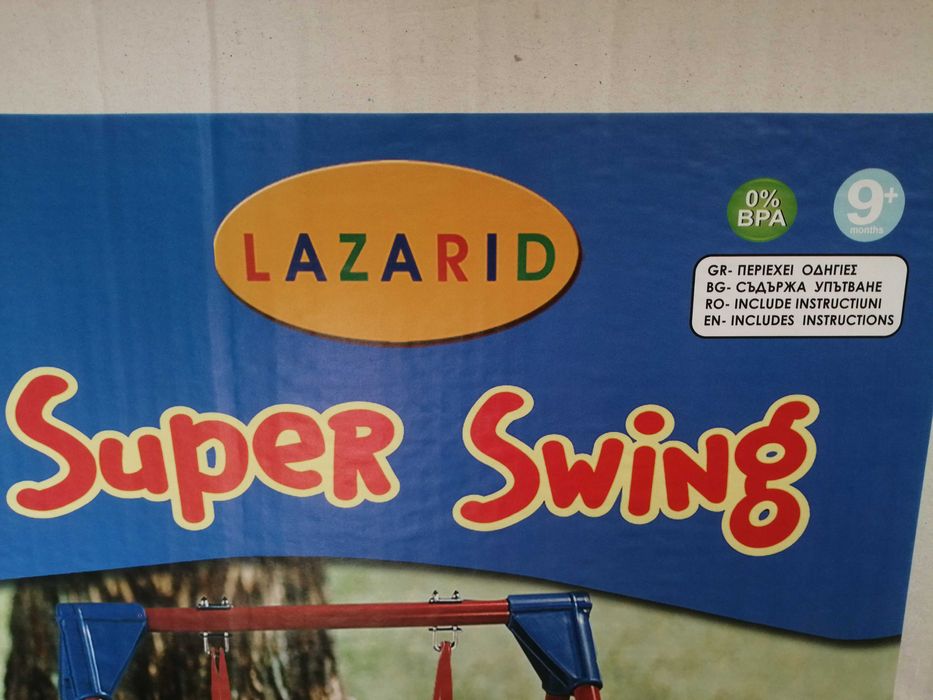 LAZARID
0%
BPA
9+
months
GR- ΠΕΡΙΕΧΕΙ ΟΔΗΓΙΕΣ
BG- СЪДЪРЖА УПЪТВАНЕ
RO- INCLUDE INSTRUCTIUNI
EN- INCLUDES INSTRUCTIONS
Super Swing